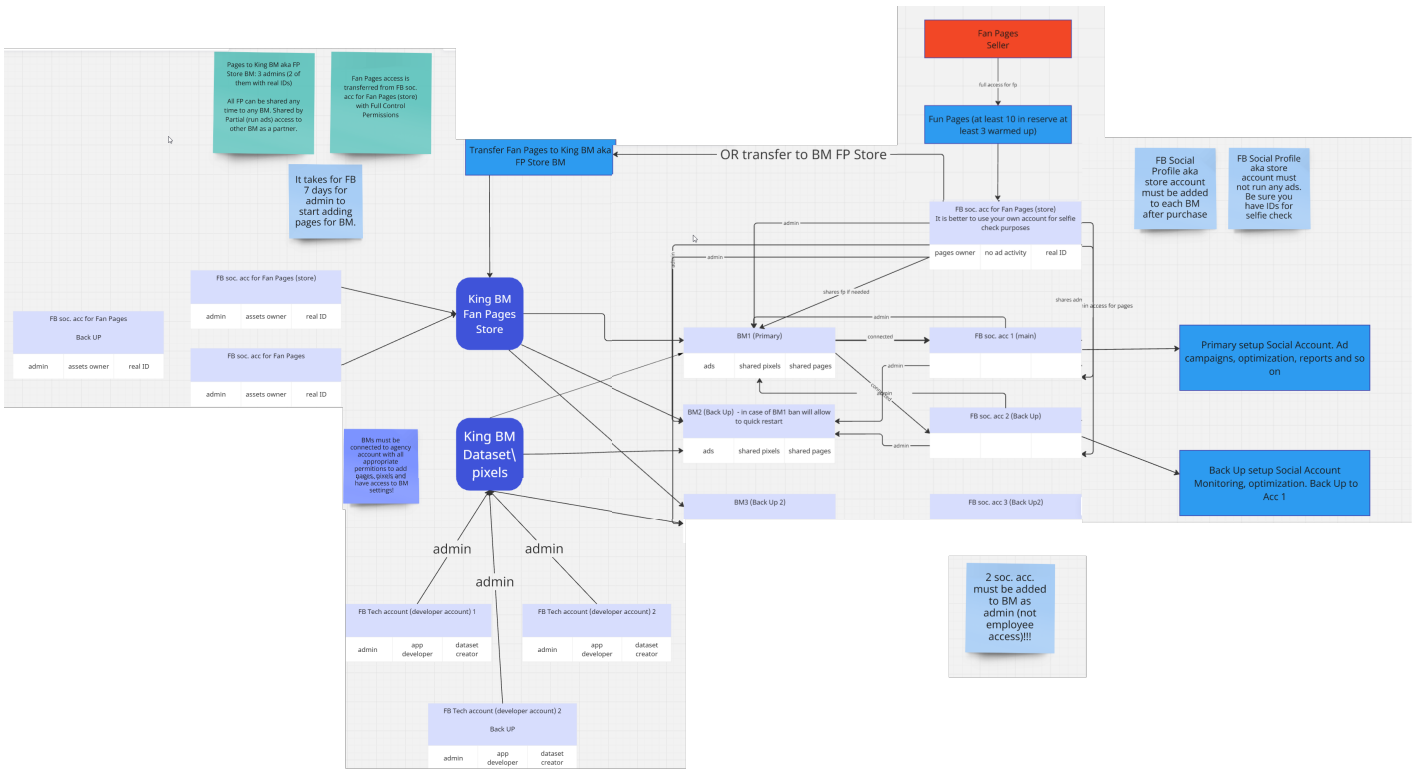 Fan Pages
Seller
full access for fp
Fun Pages (at least 10 in reserve at
least 3 warmed up)
Pages to King BM aka FP
Store BM: 3 admins (2 of
them with real IDs)
All FP can be shared any
time to any BM. Shared by
Partial (run ads) access to
other BM as a partner.
Fan Pages access is
transferred from FB soc.
acc for Fan Pages (store)
with Full Control
Permissions
It takes for FB
7 days for
admin to
start adding
pages for BM.
Transfer Fan Pages to King BM aka
FP Store BM
OR transfer to BM FP Store
FB Social
Profile aka
store account
must be added
to each BM
after purchase
FB Social Profile
aka store
account must
not run any ads.
Be sure you
have IDs for
selfie check
FB soc. acc for Fan Pages (store)
It is better to use your own account for selfie
check purposes
pages owner
no ad activity
real ID
admin
admin
admin
shares fp if needed
shares adn
in access for pages
FB soc. acc for Fan Pages (store)
admin
assets owner
real ID
FB soc. acc for Fan Pages
Back UP
admin
assets owner
real ID
FB soc. acc for Fan Pages
admin
assets owner
real ID
King BM
Fan Pages
Store
BM1 (Primary)
ads
shared pixels
shared pages
admin
connected
FB soc. acc 1 (main)
Primary setup Social Account. Ad
campaigns, optimization, reports and so
on
admin
connected
admin
BM2 (Back Up) - in case of BM1 ban will allow
to quick restart
ads
shared pixels
shared pages
FB soc. acc 2 (Back Up)
admin
Back Up setup Social Account
Monitoring, optimization. Back Up to
Acc 1
BMs must be
connected to agency
account with all
appropriate
permitions to add
pages, pixels and
have access to BM
settings!
King BM
Dataset\
pixels
BM3 (Back Up 2)
FB soc. acc 3 (Back Up2)
admin
admin
admin
FB Tech account (developer account) 1
admin
app
developer
dataset
creator
FB Tech account (developer account) 2
admin
app
developer
dataset
creator
FB Tech account (developer account) 2
Back UP
admin
app
developer
dataset
creator
2 soc. acc.
must be added
to BM as
admin (not
employee
access)!!!